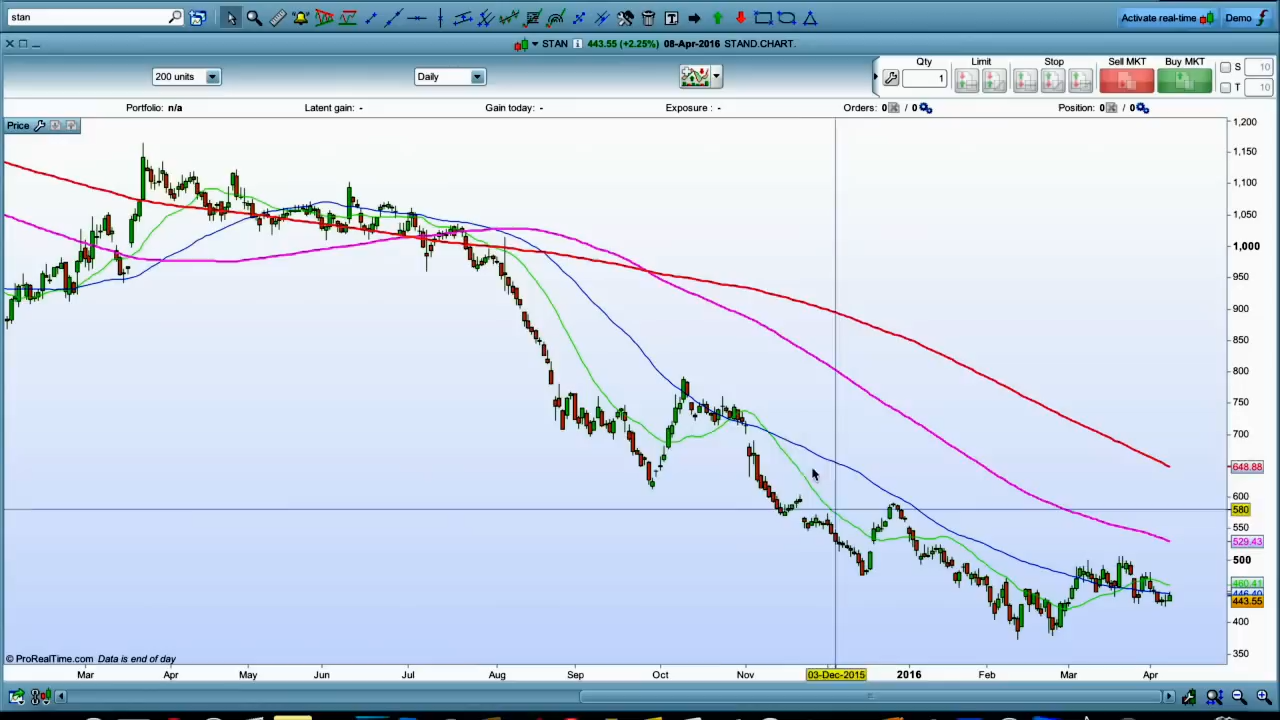 stan
T
Activate real-time
Demo
STAN 443.55 (+2.25%) 08-Apr-2016 STAND.CHART.
200 units
Daily
Qty
Limit
Stop
Sell MKT
Buy MKT
1
S 10
T 10
Portfolio: n/a
Latent gain: -
Gain today: -
Exposure : -
Orders: 0 / 0
Position: 0 / 0
Price
1,200
1,150
1,100
1,050
1,000
950
900
850
800
750
700
648.88
600
580
550
529.43
500
460.41
446.40
443.55
400
350
© ProRealTime.com Data is end of day
Mar Apr May Jun Jul Aug Sep Oct Nov 03-Dec-2015 2016 Feb Mar Apr